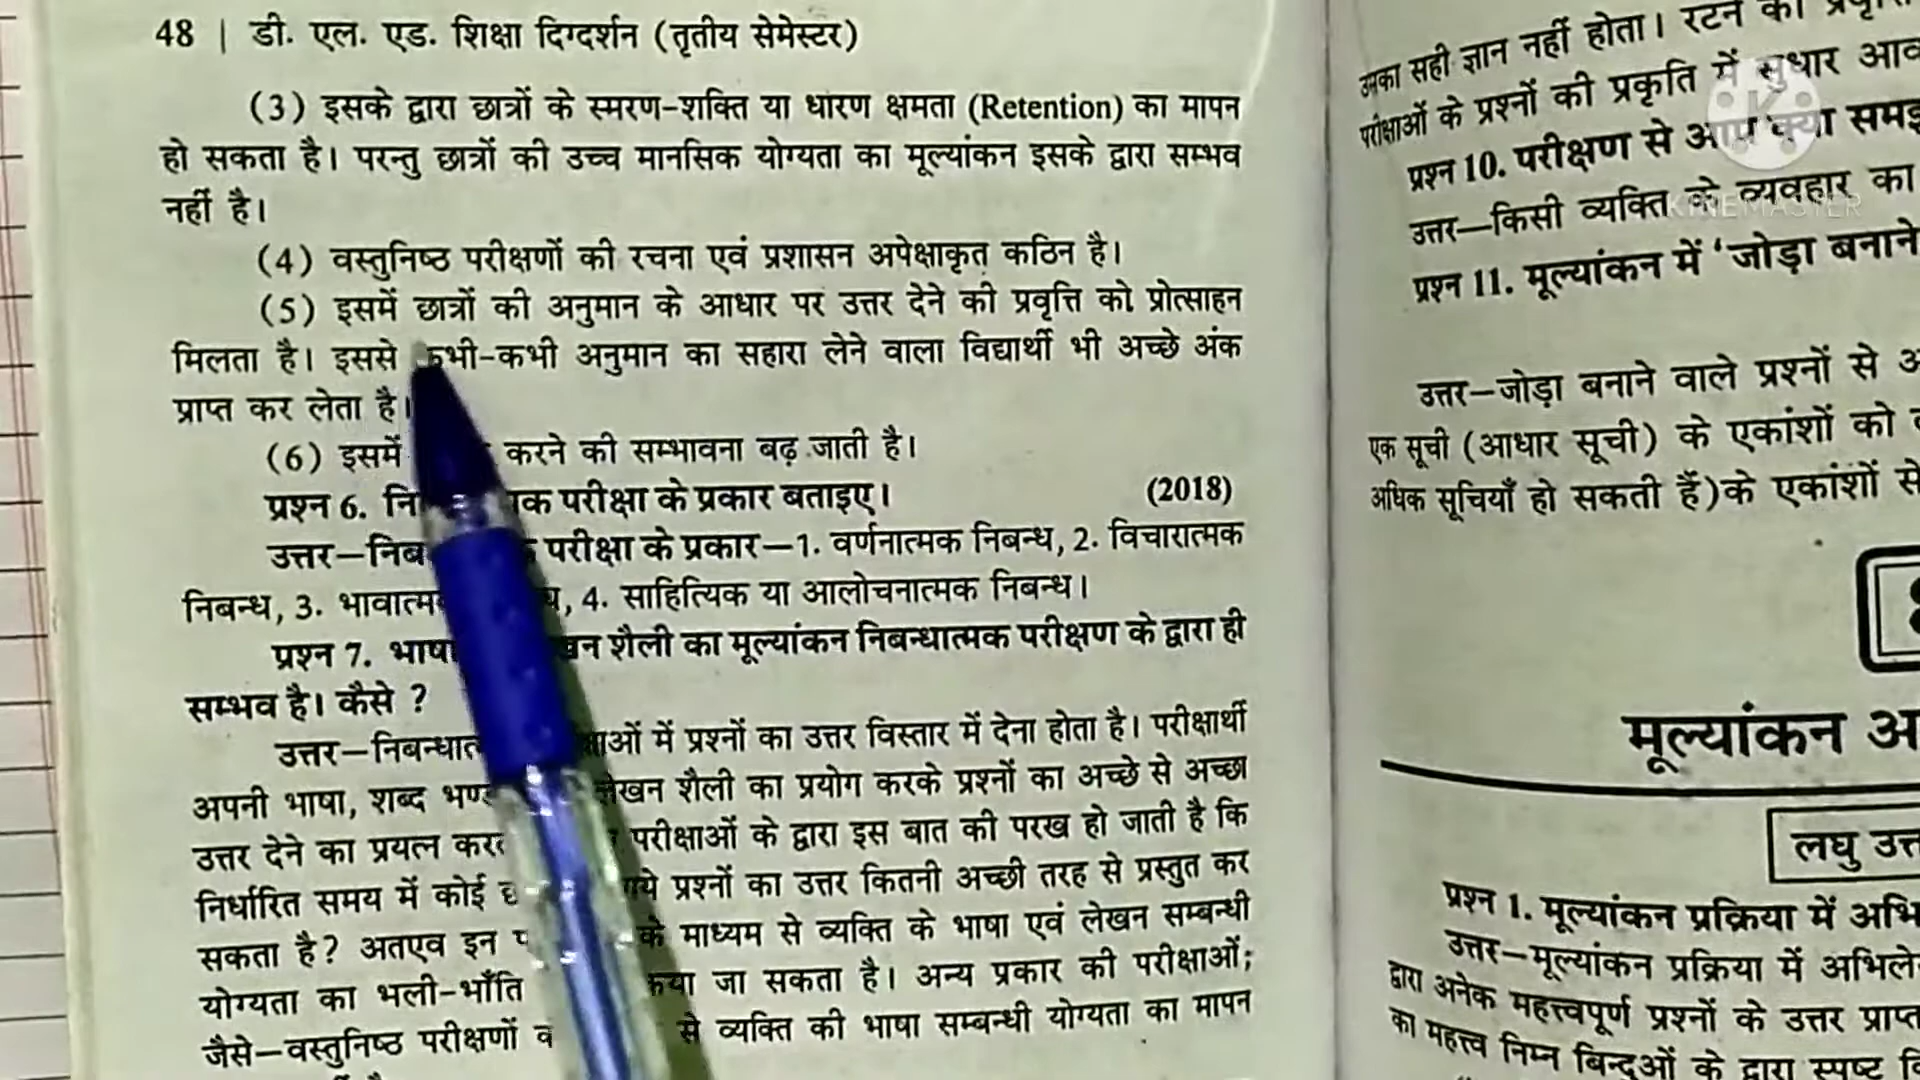 48 | डी. एल. एड. शिक्षा दिग्दर्शन (तृतीय सेमेस्टर)
(3) इसके द्वारा छात्रों के स्मरण-शक्ति या धारण क्षमता (Retention) का मापन
हो सकता है। परन्तु छात्रों की उच्च मानसिक योग्यता का मूल्यांकन इसके द्वारा सम्भव
नहीं है।
(4) वस्तुनिष्ठ परीक्षणों की रचना एवं प्रशासन अपेक्षाकृत कठिन है।
(5) इसमें छात्रों की अनुमान के आधार पर उत्तर देने की प्रवृत्ति को प्रोत्साहन
मिलता है। इससे कभी-कभी अनुमान का सहारा लेने वाला विद्यार्थी भी अच्छे अंक
प्राप्त कर लेता है।
(6) इसमें करने की सम्भावना बढ़ जाती है।
प्रश्न 6. परीक्षा के प्रकार बताइए। (2018)
उत्तर— परीक्षा के प्रकार—1. वर्णनात्मक निबन्ध, 2. विचारात्मक
निबन्ध, 3. 4. साहित्यिक या आलोचनात्मक निबन्ध।
प्रश्न 7. शैली का मूल्यांकन निबन्धात्मक परीक्षण के द्वारा ही
सम्भव है। कैसे ?
उत्तर— में प्रश्नों का उत्तर विस्तार में देना होता है। परीक्षार्थी
अपनी भाषा, शब्द लेखन शैली का प्रयोग करके प्रश्नों का अच्छे से अच्छा
उत्तर देने का प्रयत्न परीक्षाओं के द्वारा इस बात की परख हो जाती है कि
निर्धारित समय में कोई प्रश्नों का उत्तर कितनी अच्छी तरह से प्रस्तुत कर
सकता है? अतएव इन के माध्यम से व्यक्ति के भाषा एवं लेखन सम्बन्धी
योग्यता का भली-भाँति किया जा सकता है। अन्य प्रकार की परीक्षाओं;
जैसे—वस्तुनिष्ठ परीक्षणों से व्यक्ति की भाषा सम्बन्धी योग्यता का मापन
उसका सही ज्ञान नहीं होता। रटने की
परीक्षाओं के प्रश्नों की प्रकृति में सुधार
प्रश्न 10. परीक्षण से आप क्या
उत्तर—किसी व्यक्ति के व्यवहार का
KINEMASTER
प्रश्न 11. मूल्यांकन में ‘जोड़ा बनाने
उत्तर—जोड़ा बनाने वाले प्रश्नों से
एक सूची (आधार सूची) के एकांशों को
अधिक सूचियाँ हो सकती हैं)के एकांशों से
मूल्यांकन
लघु
प्रश्न 1. मूल्यांकन प्रक्रिया में
उत्तर—मूल्यांकन प्रक्रिया में
द्वारा अनेक महत्त्वपूर्ण प्रश्नों के उत्तर
का महत्त्व निम्न बिन्दुओं के द्वारा स्पष्ट